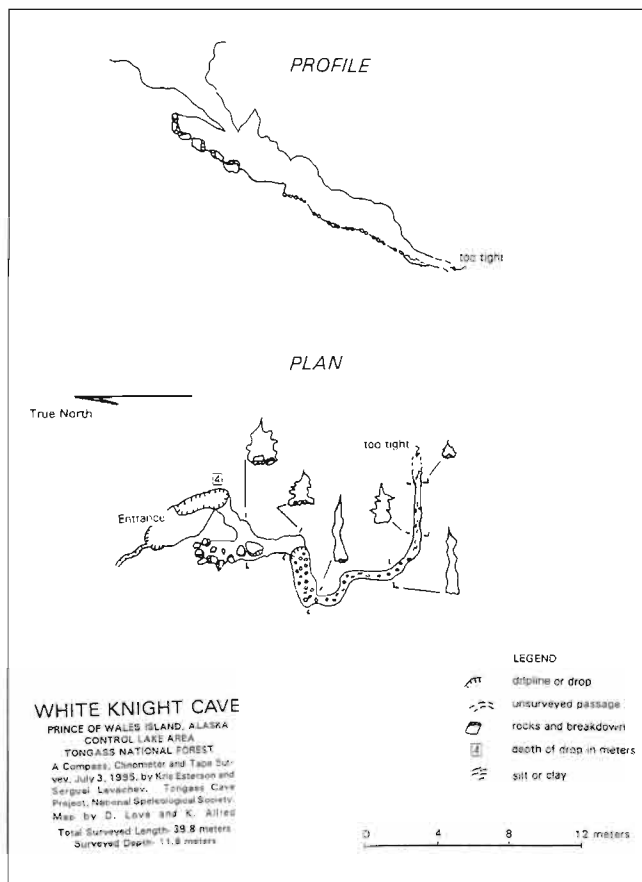 PROFILE
too tight
PLAN
True North
too tight
4
Entrance
LEGEND
dripline or drop
unsurveyed passage
rocks and breakdown
4 depth of drop in meters
silt or clay
WHITE KNIGHT CAVE
PRINCE OF WALES ISLAND, ALASKA
CONTROL LAKE AREA
TONGASS NATIONAL FOREST
A Compass, Clinometer and Tape Sur-
vey, July 3, 1995, by Kris Esterson and
Serguei Levachev. Tongass Cave
Project, National Speleological Society.
Map by D. Love and K. Allred
Total Surveyed Length- 39.8 meters
Surveyed Depth- 11.8 meters
0 4 8 12 meters